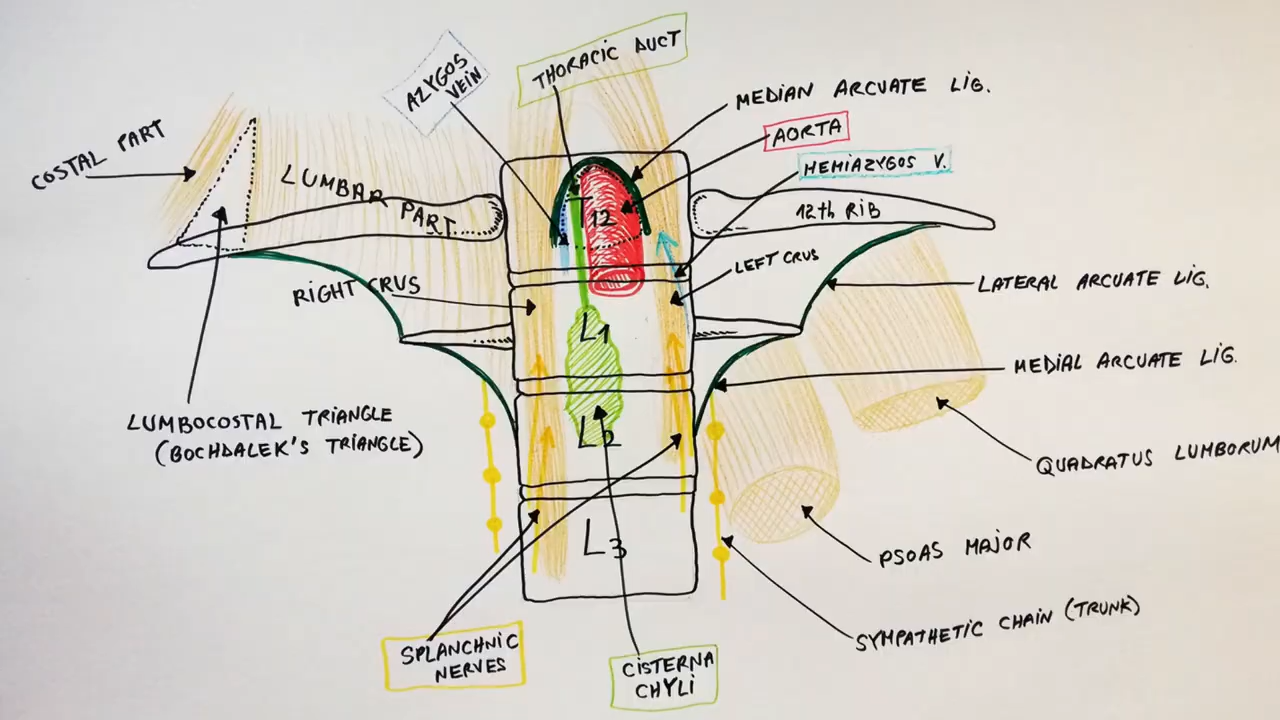 THORACIC DUCT
AZYGOS
VEIN
MEDIAN ARCUATE LIG.
AORTA
HEMIAZYGOS V.
COSTAL PART
LUMBAR PART
T12
12th RIB
LEFT CRUS
RIGHT CRUS
LATERAL ARCUATE LIG.
L1
MEDIAL ARCUATE LIG.
LUMBOCOSTAL TRIANGLE
(BOCHDALEK'S TRIANGLE)
L2
QUADRATUS LUMBORUM
L3
PSOAS MAJOR
SYMPATHETIC CHAIN (TRUNK)
SPLANCHNIC
NERVES
CISTERNA
CHYLI